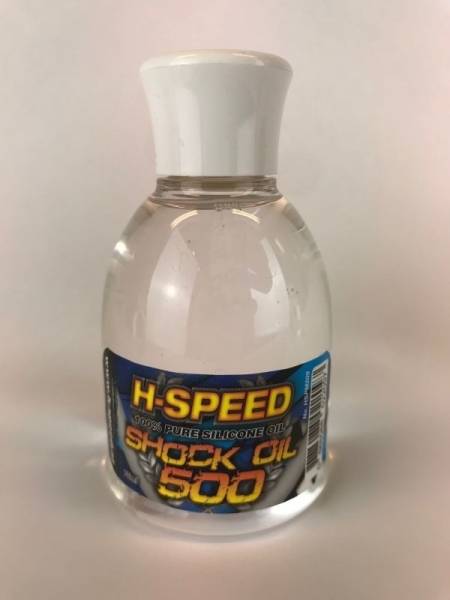 H-SPEED
100% PURE SILICONE OIL
SHOCK OIL
500